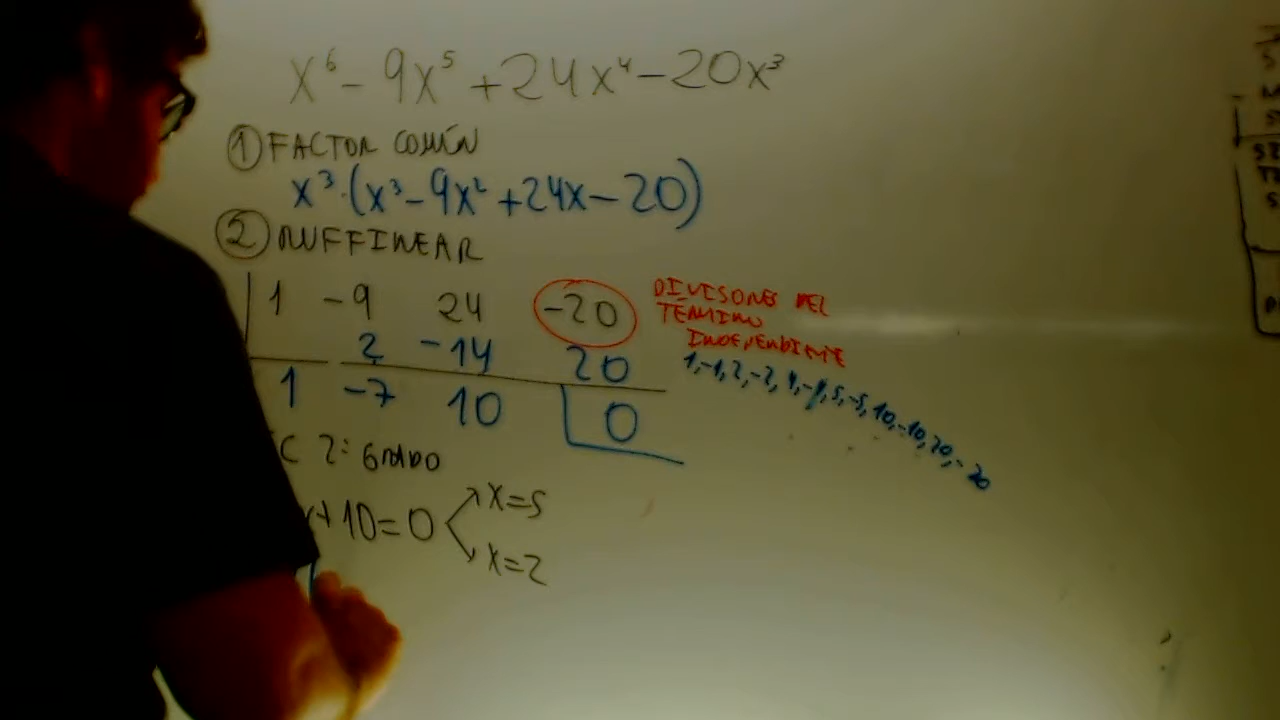 x⁶ - 9x⁵ + 24x⁴ - 20x³
① FACTOR COMÚN
x³·(x³ - 9x² + 24x - 20)
② RUFFINEAR
1 -9 24 -20
2 -14 20
1 -7 10 0
DIVISORES DEL
TÉRMINO
INDEPENDIENTE
1,-1,2,-2,4,-4,5,-5,10,-10,20,-20
C 2º GRADO
+ 10 = 0
x=5
x=2